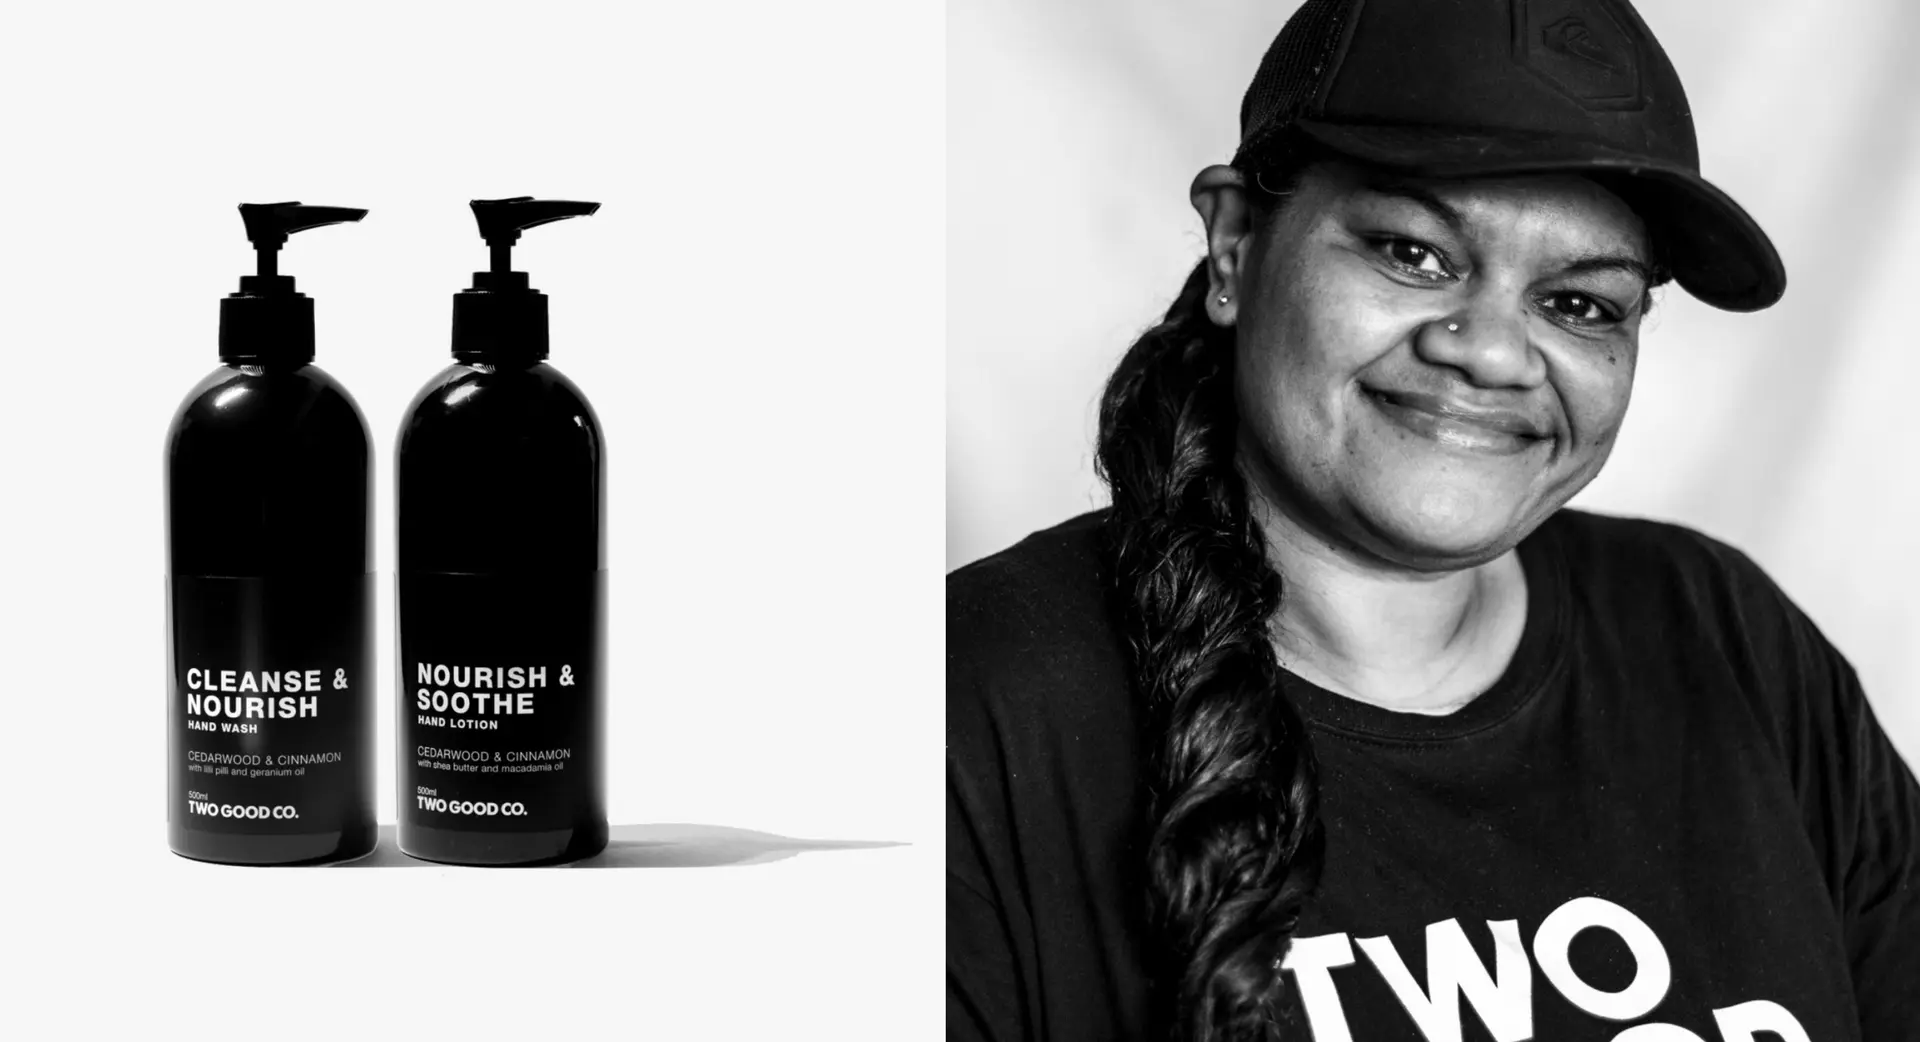 CLEANSE &
NOURISH
HAND WASH
CEDARWOOD & CINNAMON
with lilli pilli and geranium oil
500ml
TWO GOOD CO.
NOURISH &
SOOTHE
HAND LOTION
CEDARWOOD & CINNAMON
with shea butter and macadamia oil
500ml
TWO GOOD CO.
TWO